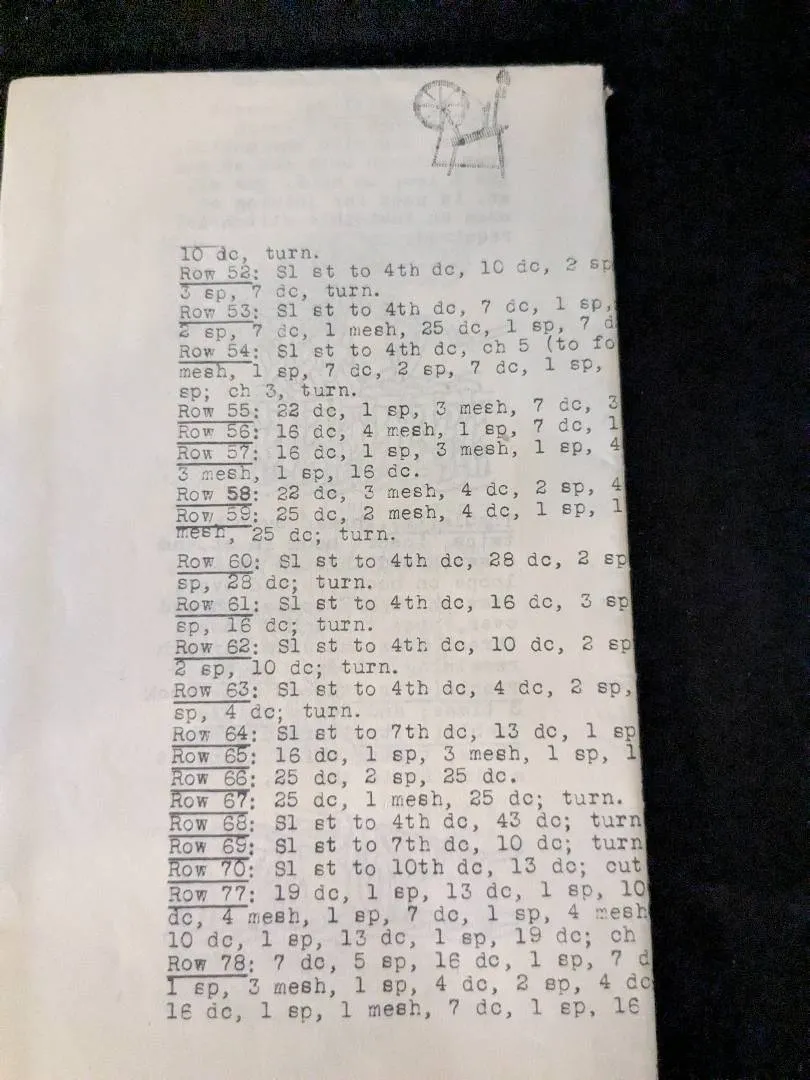 10 dc, turn.
Row 52: Sl st to 4th dc, 10 dc, 2 sp
3 sp, 7 dc, turn.
Row 53: Sl st to 4th dc, 7 dc, 1 sp,
2 sp, 7 dc, 1 mesh, 25 dc, 1 sp, 7 d
Row 54: Sl st to 4th dc, ch 5 (to fo
mesh, 1 sp, 7 dc, 2 sp, 7 dc, 1 sp,
sp; ch 3, turn.
Row 55: 22 dc, 1 sp, 3 mesh, 7 dc, 3
Row 56: 16 dc, 4 mesh, 1 sp, 7 dc, 1
Row 57: 16 dc, 1 sp, 3 mesh, 1 sp, 4
3 mesh, 1 sp, 16 dc.
Row 58: 22 dc, 3 mesh, 4 dc, 2 sp, 4
Row 59: 25 dc, 2 mesh, 4 dc, 1 sp, 1
mesh, 25 dc; turn.
Row 60: Sl st to 4th dc, 28 dc, 2 sp
sp, 28 dc; turn.
Row 61: Sl st to 4th dc, 16 dc, 3 sp
sp, 16 dc; turn.
Row 62: Sl st to 4th dc, 10 dc, 2 sp
2 sp, 10 dc; turn.
Row 63: Sl st to 4th dc, 4 dc, 2 sp,
sp, 4 dc; turn.
Row 64: Sl st to 7th dc, 13 dc, 1 sp
Row 65: 16 dc, 1 sp, 3 mesh, 1 sp, 1
Row 66: 25 dc, 2 sp, 25 dc.
Row 67: 25 dc, 1 mesh, 25 dc; turn.
Row 68: Sl st to 4th dc, 43 dc; turn
Row 69: Sl st to 7th dc, 10 dc; turn
Row 70: Sl st to 10th dc, 13 dc; cut
Row 77: 19 dc, 1 sp, 13 dc, 1 sp, 10
dc, 4 mesh, 1 sp, 7 dc, 1 sp, 4 mesh
10 dc, 1 sp, 13 dc, 1 sp, 19 dc; ch
Row 78: 7 dc, 5 sp, 16 dc, 1 sp, 7 d
1 sp, 3 mesh, 1 sp, 4 dc, 2 sp, 4 dc
16 dc, 1 sp, 1 mesh, 7 dc, 1 sp, 16